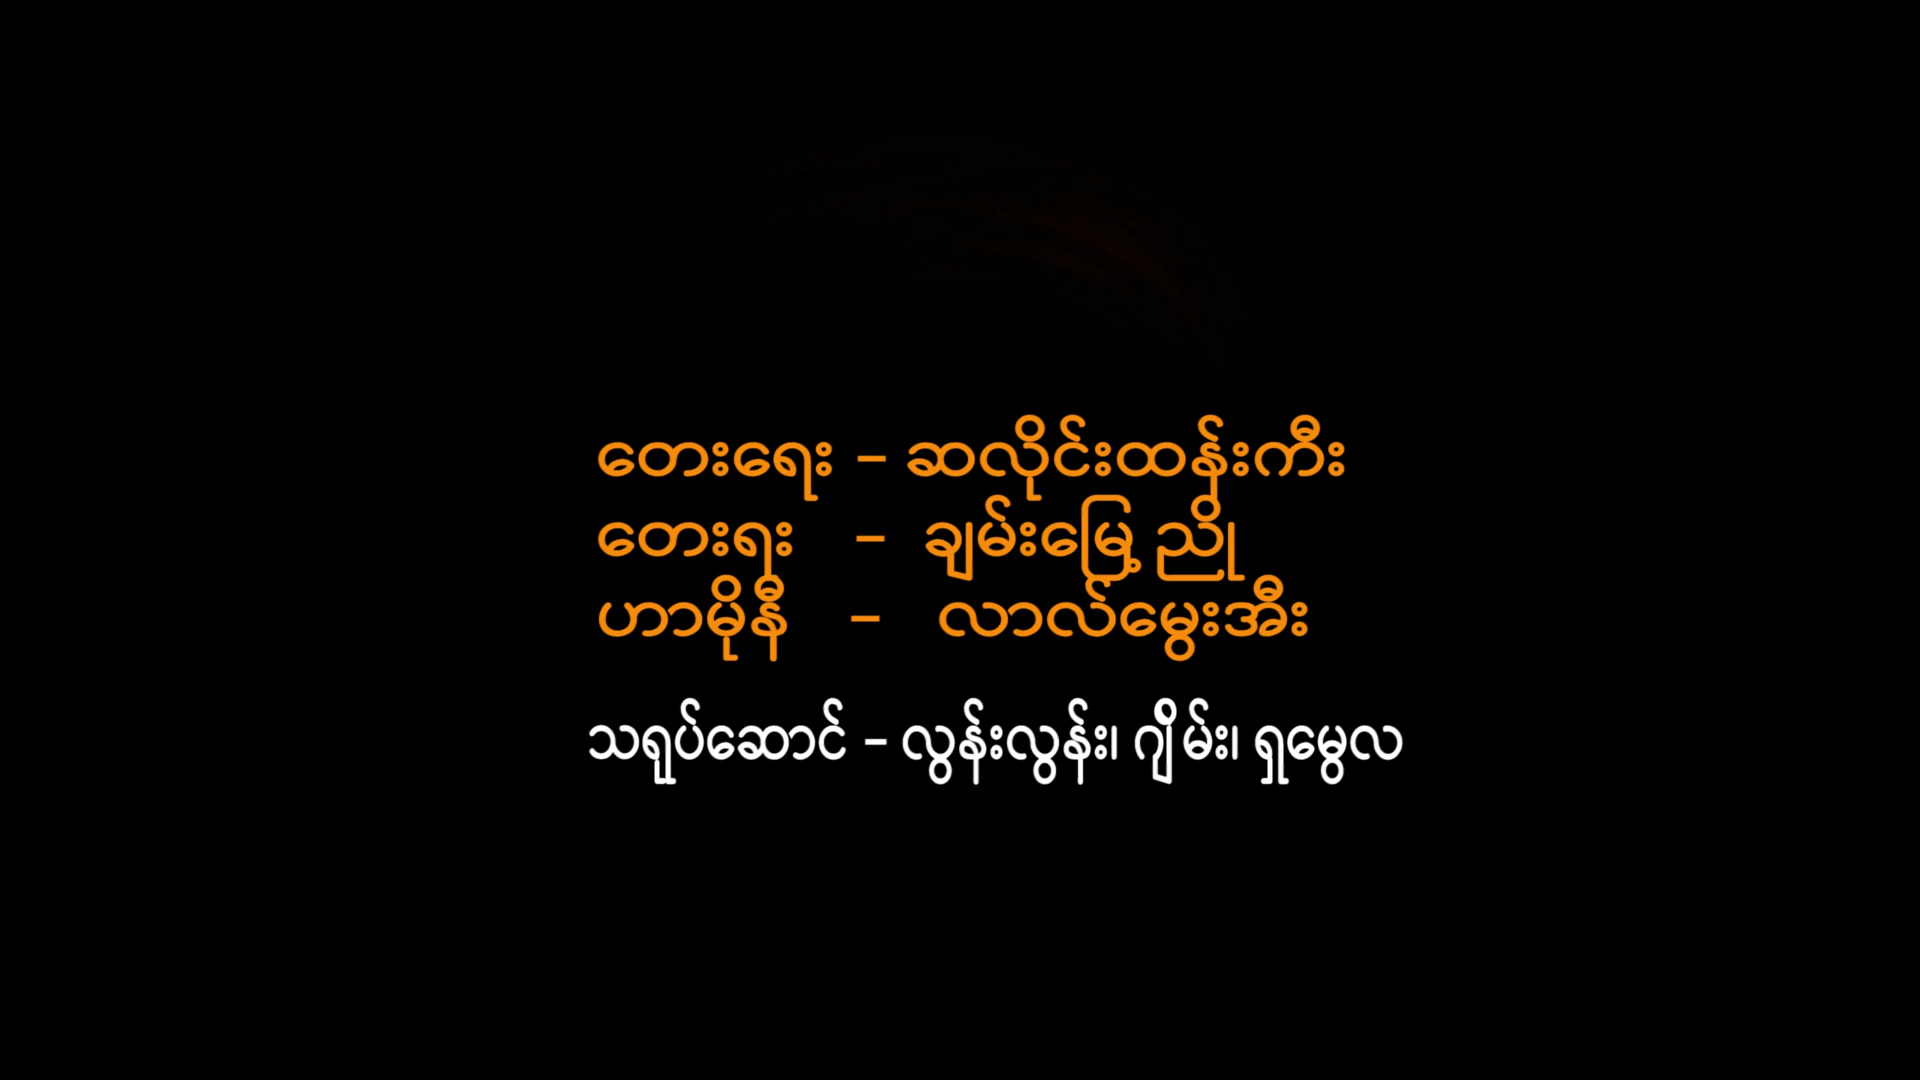 တေးရေး – ဆလိုင်းထန်းကီး
တေးရး – ချမ်းမြေ့ ညို
ဟာမိုနီ – လာလ်မွေးအီး
သရုပ်ဆောင် – လွန်းလွန်း၊ ဂျိမ်း၊ ရှမွေလ